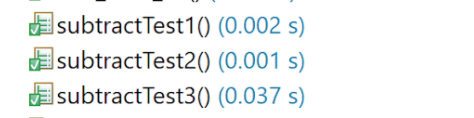 subtractTest1() (0.002 s)
subtractTest2() (0.001 s)
subtractTest3() (0.037 s)